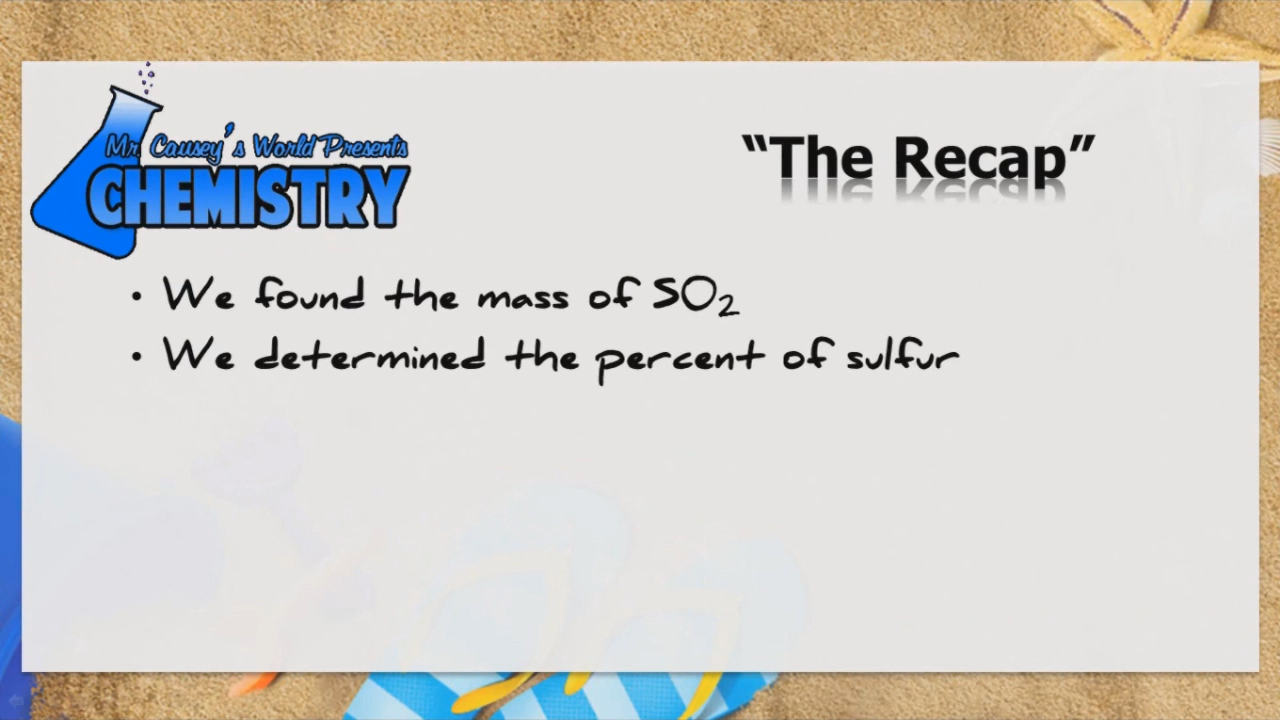 Mr. Causey's World Presents
CHEMISTRY
“The Recap”
• We found the mass of SO₂
• We determined the percent of sulfur